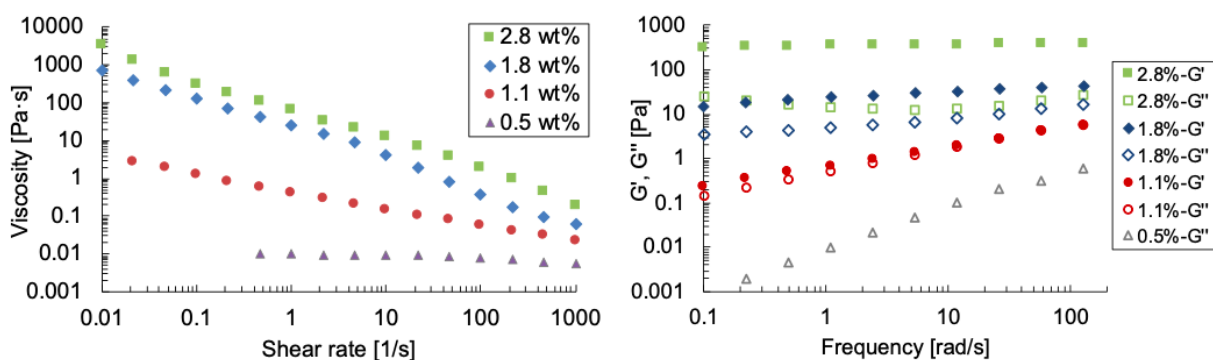 Viscosity [Pa·s]
10000
1000
100
10
1
0.1
0.01
0.001
0.01 0.1 1 10 100 1000
Shear rate [1/s]
2.8 wt%
1.8 wt%
1.1 wt%
0.5 wt%
G', G" [Pa]
1000
100
10
1
0.1
0.01
0.001
0.1 1 10 100
Frequency [rad/s]
2.8%-G'
2.8%-G"
1.8%-G'
1.8%-G"
1.1%-G'
1.1%-G"
0.5%-G"